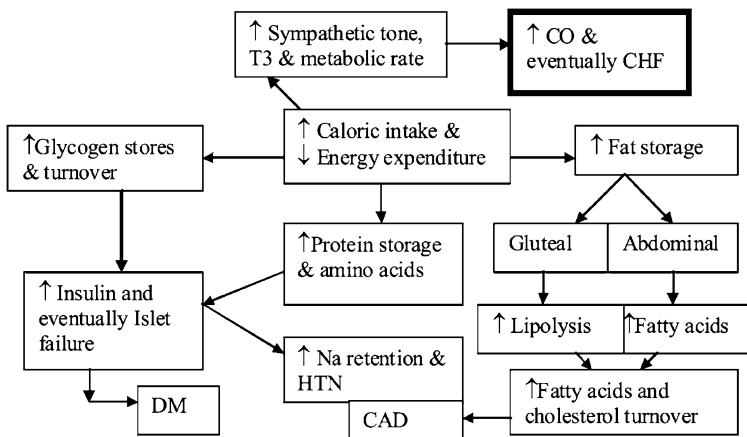 ↑ Sympathetic tone,
T3 & metabolic rate
↑ CO &
eventually CHF
↑Glycogen stores
& turnover
↑ Caloric intake &
↓ Energy expenditure
↑ Fat storage
↑Protein storage
& amino acids
Gluteal
Abdominal
↑ Insulin and
eventually Islet
failure
↑ Lipolysis
↑Fatty acids
↑ Na retention &
HTN
DM
CAD
↑Fatty acids and
cholesterol turnover